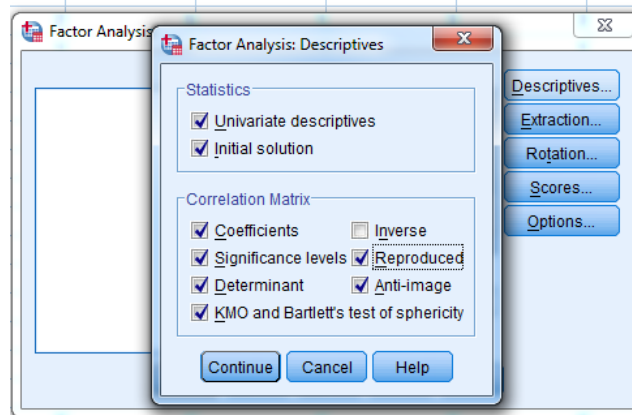 Factor Analysis
Factor Analysis: Descriptives
Statistics
Univariate descriptives
Initial solution
Correlation Matrix
Coefficients
Inverse
Significance levels
Reproduced
Determinant
Anti-image
KMO and Bartlett's test of sphericity
Continue
Cancel
Help
Descriptives...
Extraction...
Rotation...
Scores...
Options...